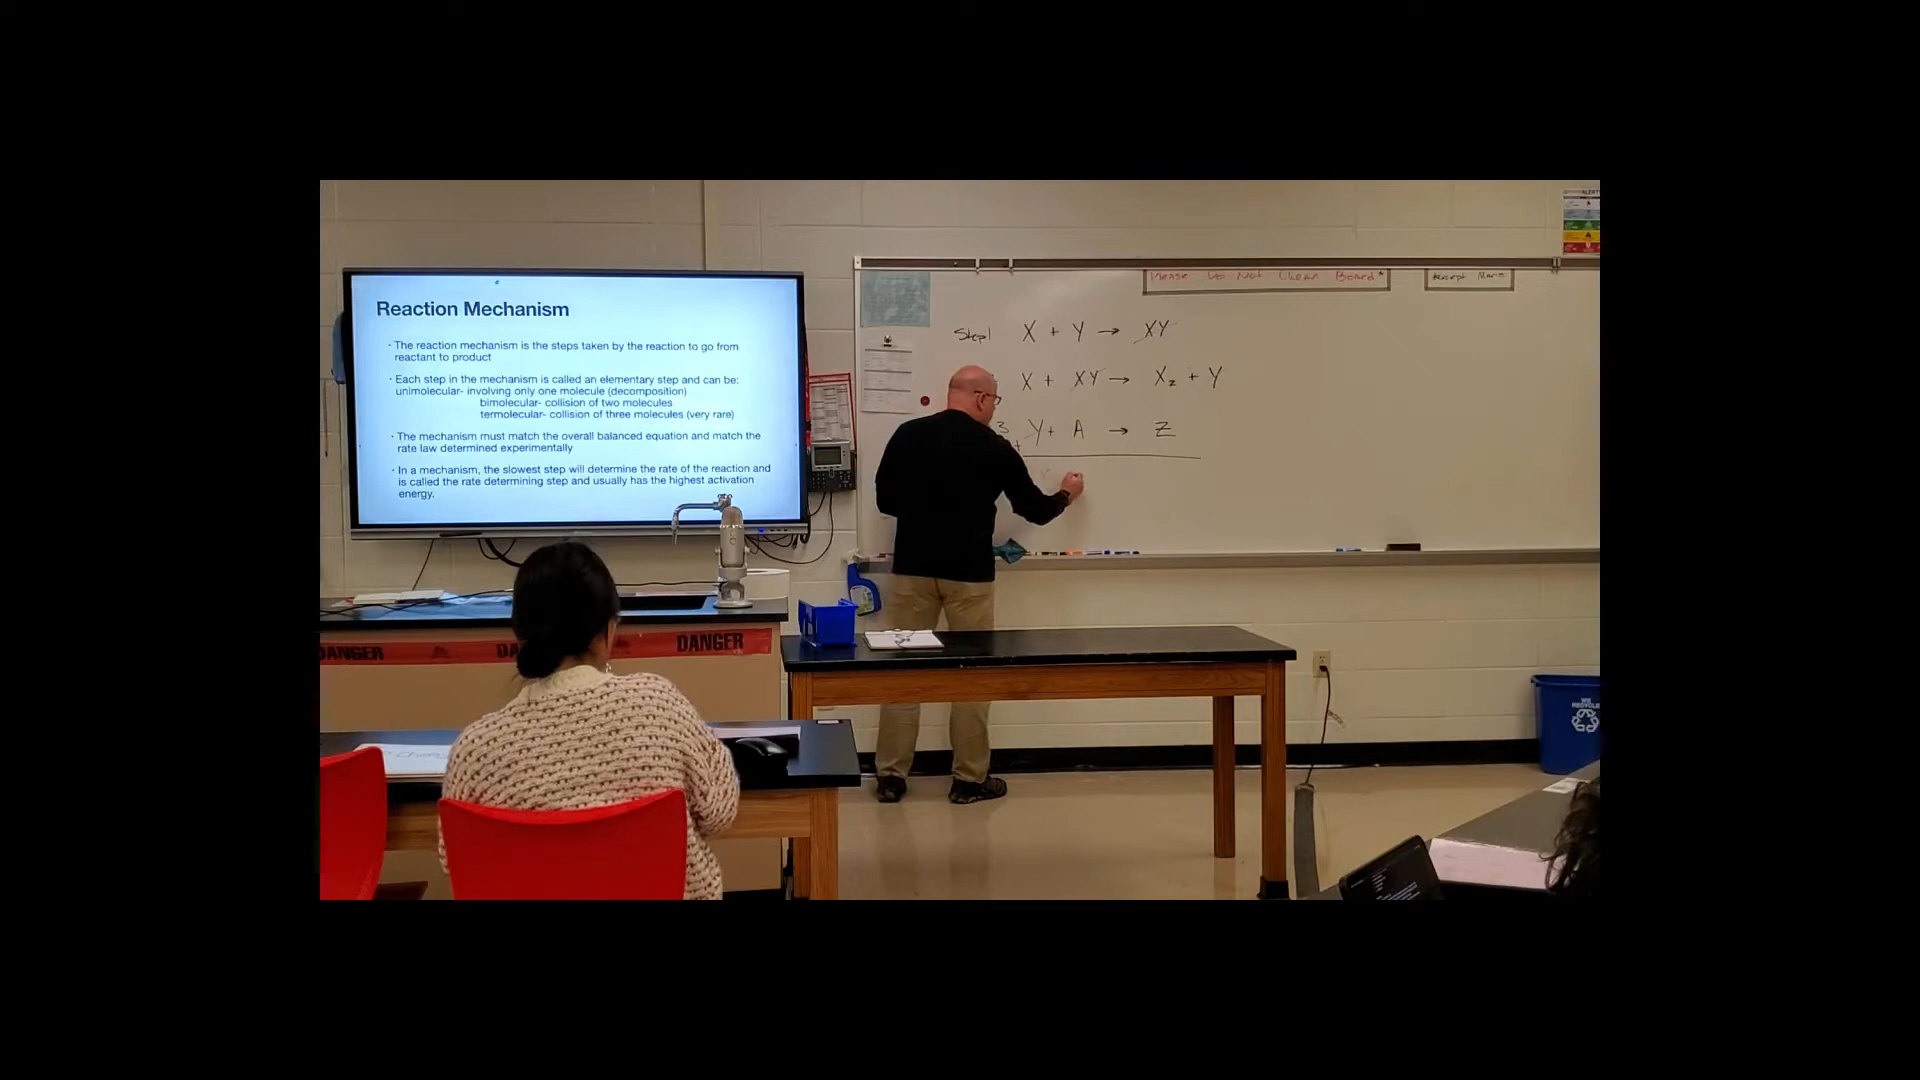 Reaction Mechanism
· The reaction mechanism is the steps taken by the reaction to go from
reactant to product
· Each step in the mechanism is called an elementary step and can be:
unimolecular- involving only one molecule (decomposition)
bimolecular- collision of two molecules
termolecular- collision of three molecules (very rare)
· The mechanism must match the overall balanced equation and match the
rate law determined experimentally
· In a mechanism, the slowest step will determine the rate of the reaction and
is called the rate determining step and usually has the highest activation
energy.
Please Do Not Clean Board
Step 1 X + Y → XY
X + XY → X₂ + Y
3 Y + A → Z
+
DANGER
DANGER
WE RECYCLE